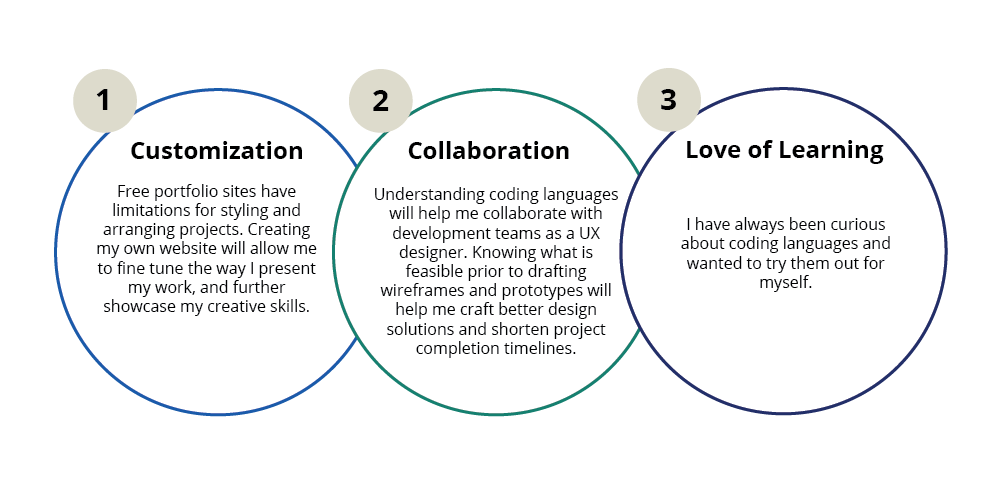 1
Customization
Free portfolio sites have
limitations for styling and
arranging projects. Creating
my own website will allow me
to fine tune the way I present
my work, and further
showcase my creative skills.
2
Collaboration
Understanding coding languages
will help me collaborate with
development teams as a UX
designer. Knowing what is
feasible prior to drafting
wireframes and prototypes will
help me craft better design
solutions and shorten project
completion timelines.
3
Love of Learning
I have always been curious
about coding languages and
wanted to try them out for
myself.